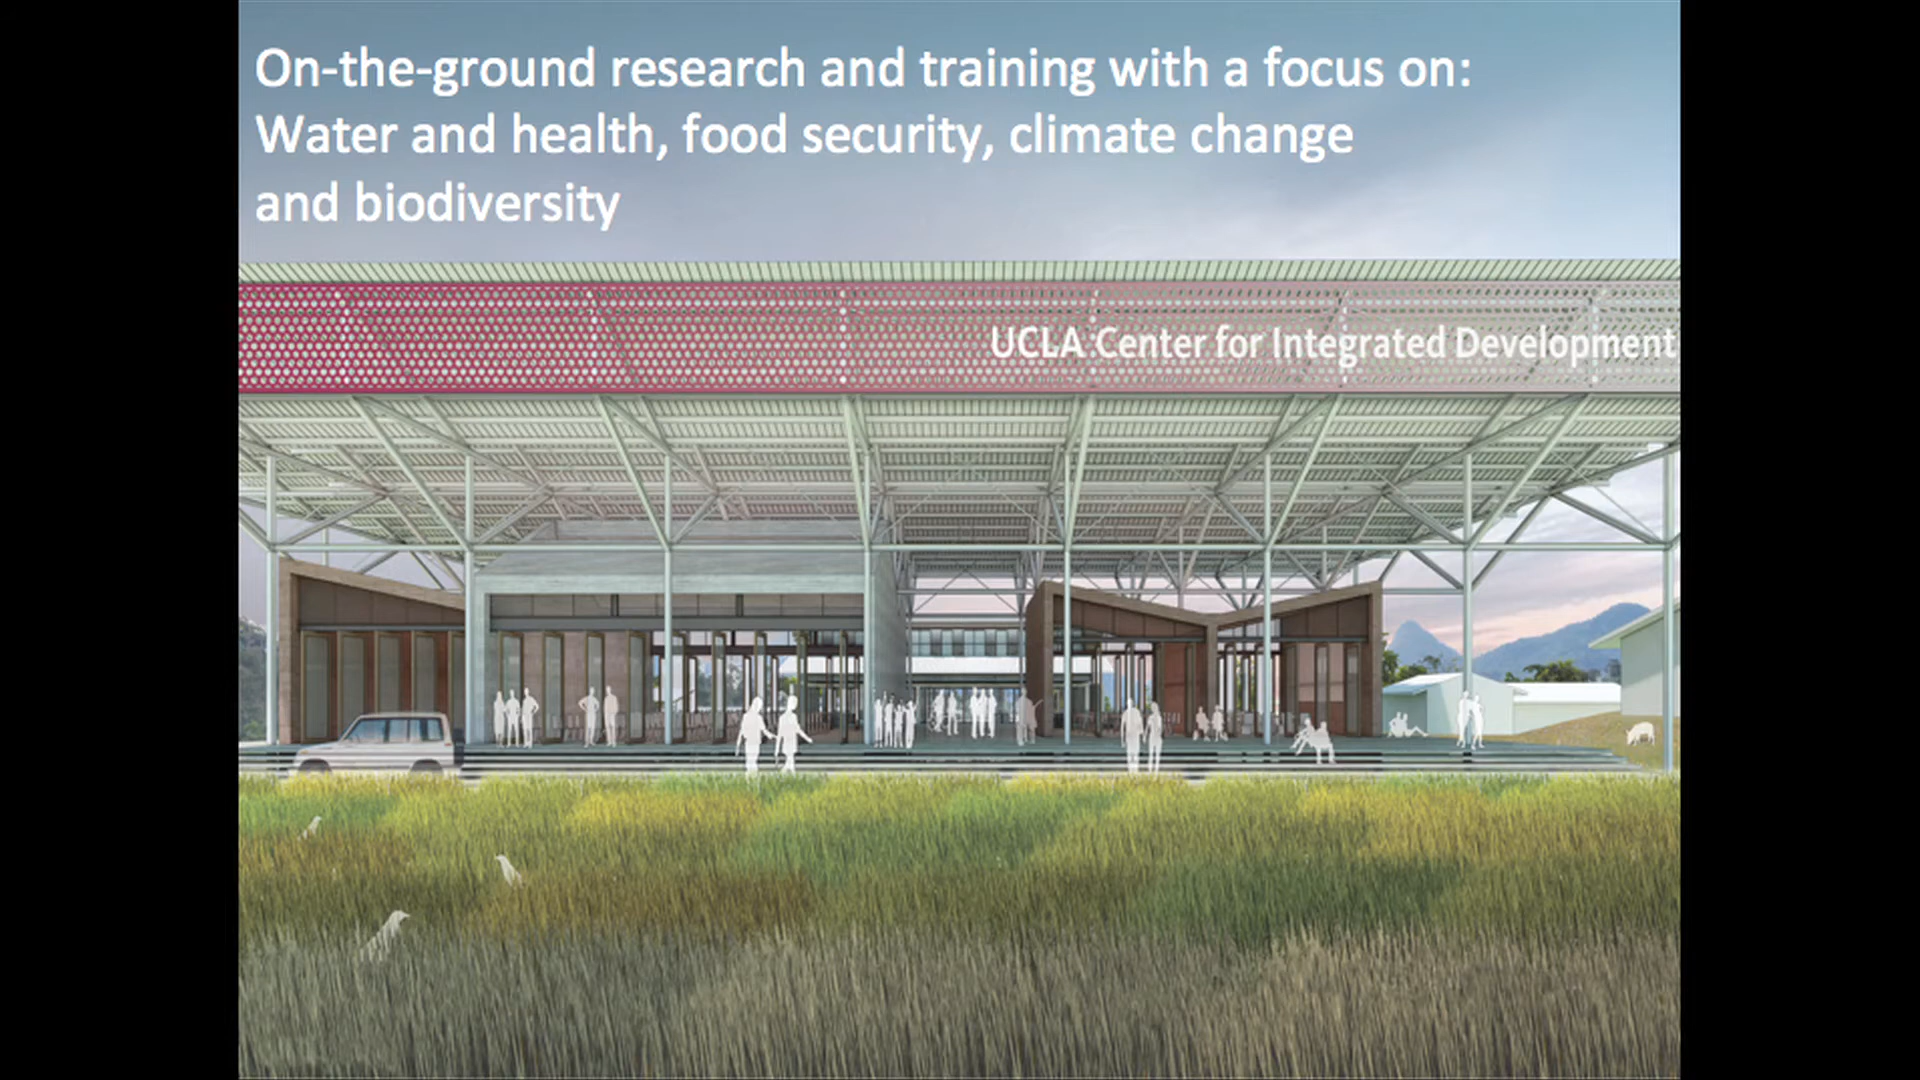 On-the-ground research and training with a focus on:
Water and health, food security, climate change
and biodiversity
UCLA Center for Integrated Development